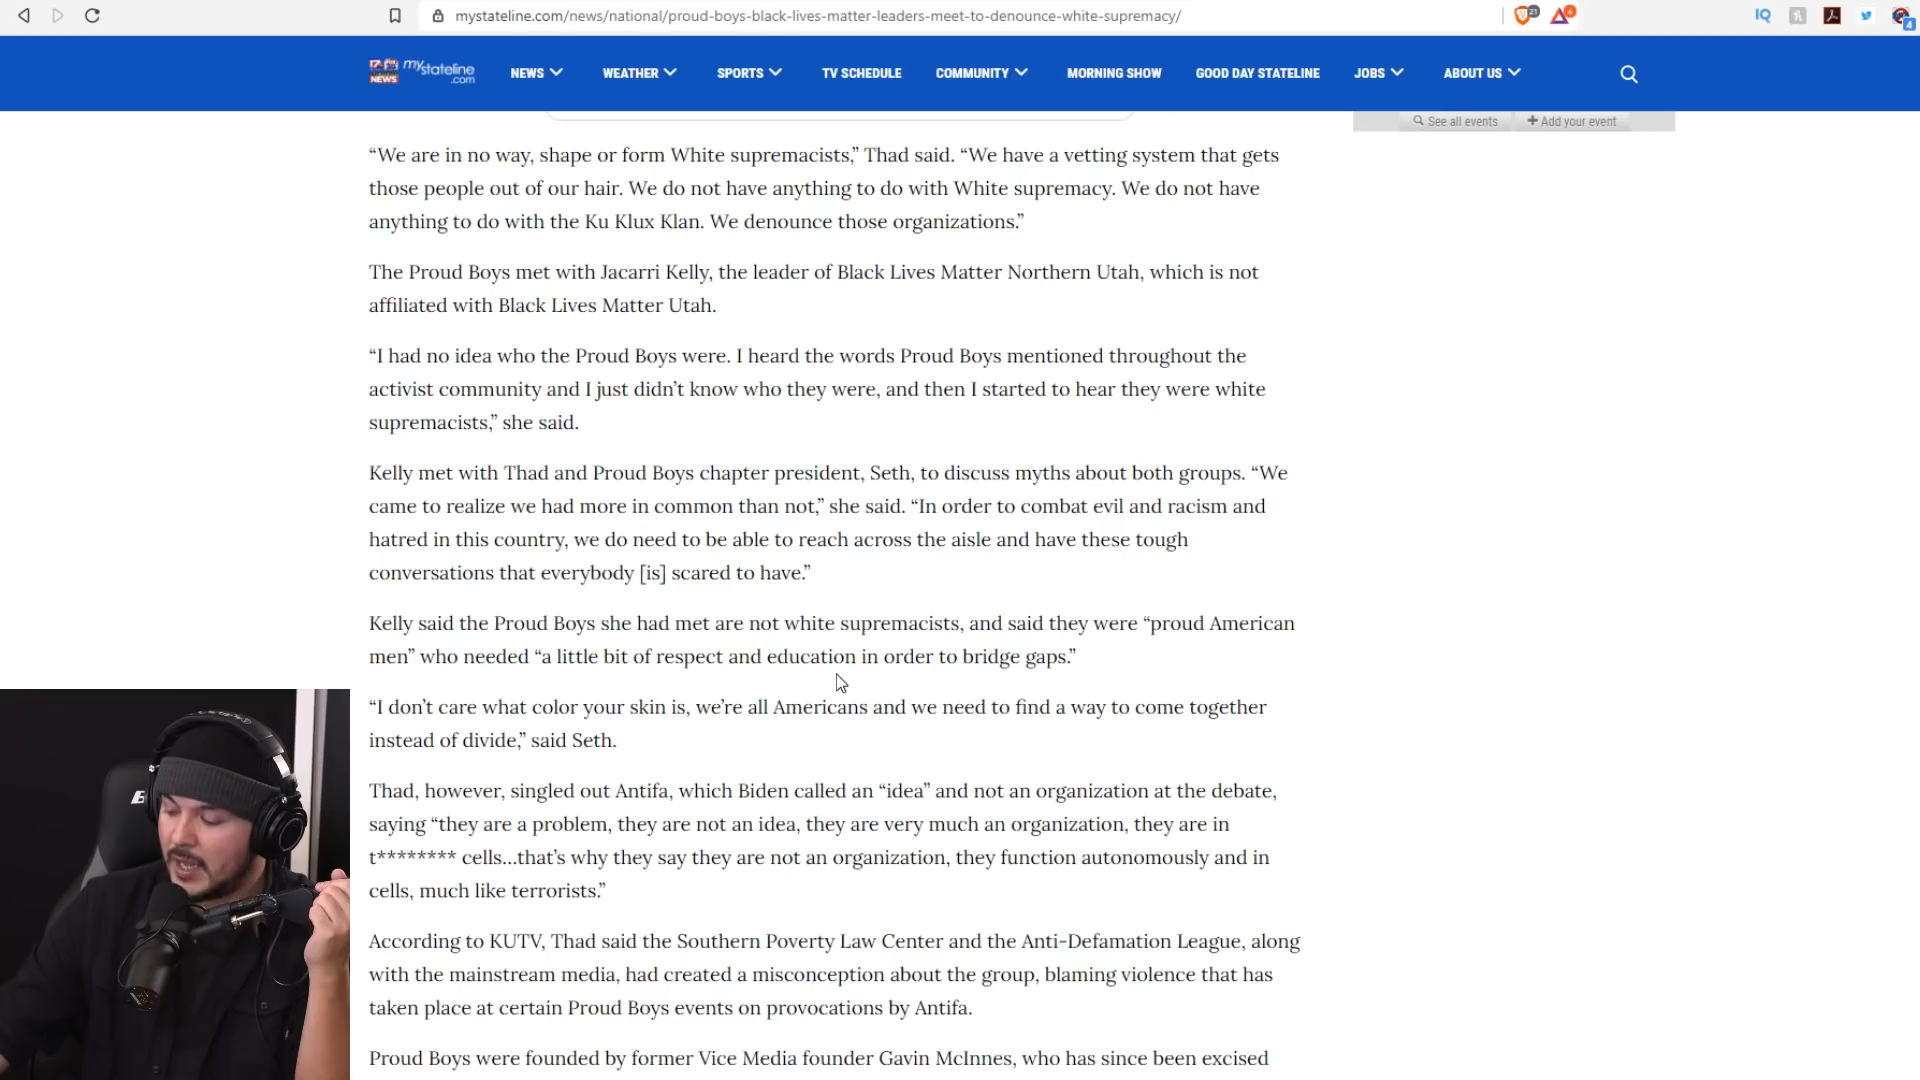 mystateline.com/news/national/proud-boys-black-lives-matter-leaders-meet-to-denounce-white-supremacy/
21
4
IQ
4
NEWS
mystateline
.com
NEWS
WEATHER
SPORTS
TV SCHEDULE
COMMUNITY
MORNING SHOW
GOOD DAY STATELINE
JOBS
ABOUT US
See all events
Add your event
“We are in no way, shape or form White supremacists,” Thad said. “We have a vetting system that gets
those people out of our hair. We do not have anything to do with White supremacy. We do not have
anything to do with the Ku Klux Klan. We denounce those organizations.”
The Proud Boys met with Jacarri Kelly, the leader of Black Lives Matter Northern Utah, which is not
affiliated with Black Lives Matter Utah.
“I had no idea who the Proud Boys were. I heard the words Proud Boys mentioned throughout the
activist community and I just didn’t know who they were, and then I started to hear they were white
supremacists,” she said.
Kelly met with Thad and Proud Boys chapter president, Seth, to discuss myths about both groups. “We
came to realize we had more in common than not,” she said. “In order to combat evil and racism and
hatred in this country, we do need to be able to reach across the aisle and have these tough
conversations that everybody [is] scared to have.”
Kelly said the Proud Boys she had met are not white supremacists, and said they were “proud American
men” who needed “a little bit of respect and education in order to bridge gaps.”
“I don’t care what color your skin is, we’re all Americans and we need to find a way to come together
instead of divide,” said Seth.
Thad, however, singled out Antifa, which Biden called an “idea” and not an organization at the debate,
saying “they are a problem, they are not an idea, they are very much an organization, they are in
t******** cells…that’s why they say they are not an organization, they function autonomously and in
cells, much like terrorists.”
According to KUTV, Thad said the Southern Poverty Law Center and the Anti-Defamation League, along
with the mainstream media, had created a misconception about the group, blaming violence that has
taken place at certain Proud Boys events on provocations by Antifa.
Proud Boys were founded by former Vice Media founder Gavin McInnes, who has since been excised